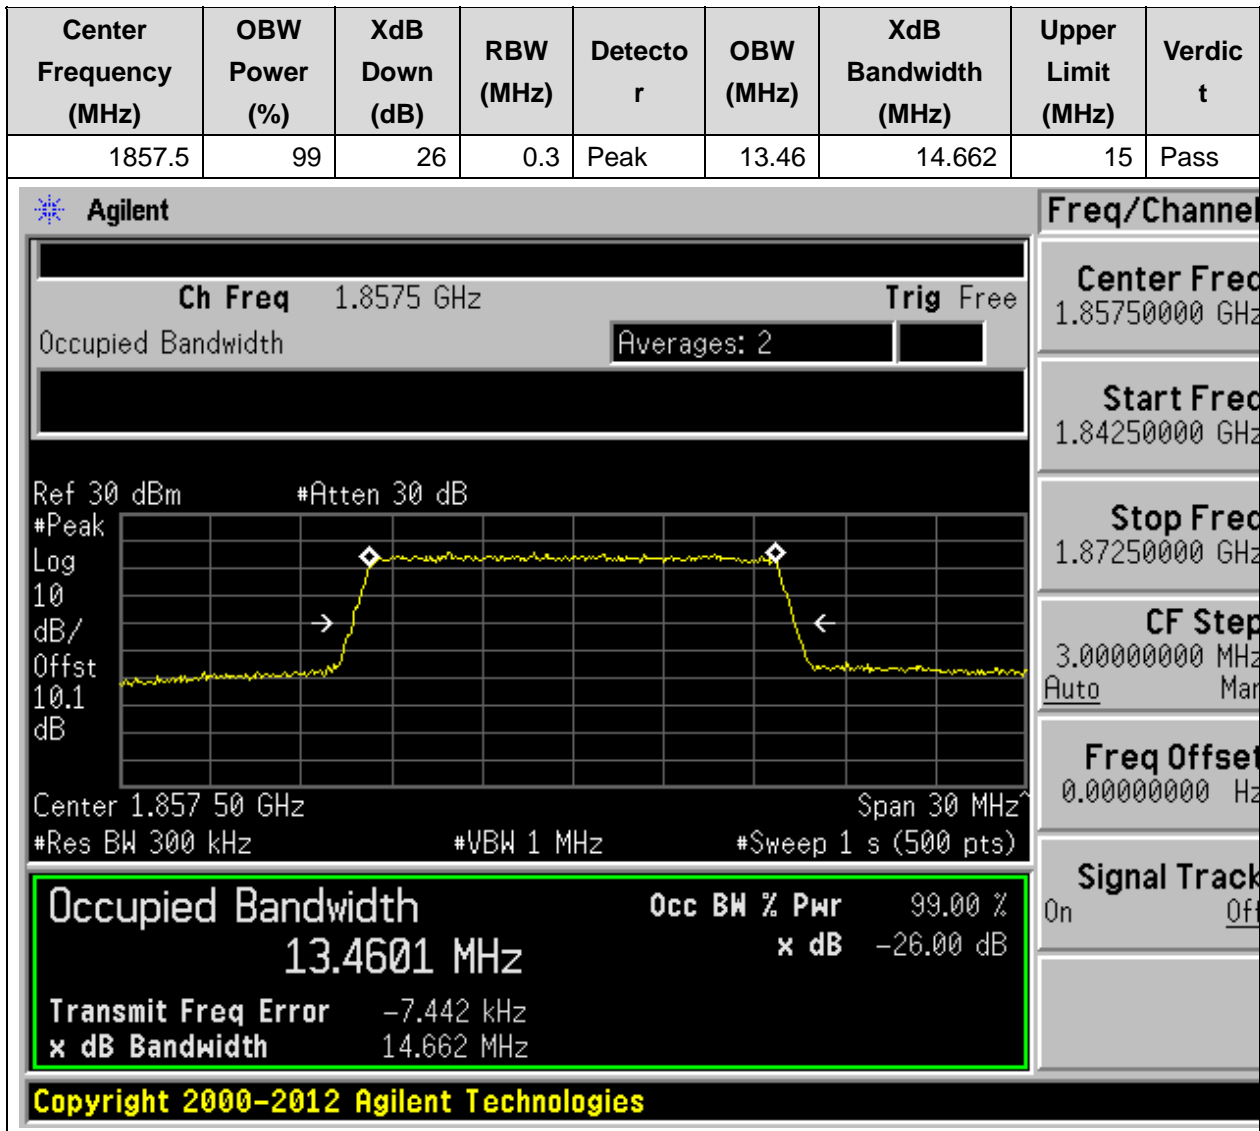 Center Frequency (MHz) OBW Power (%) XdB Down (dB) RBW (MHz) Detecto r OBW (MHz) XdB Bandwidth (MHz) Upper Limit (MHz) Verdic t
1857.5 99 26 0.3 Peak 13.46 14.662 15 Pass
Agilent
Freq/Channel
Ch Freq 1.8575 GHz Trig Free
Occupied Bandwidth Averages: 2
Center Freq
1.85750000 GHz
Start Freq
1.84250000 GHz
Stop Freq
1.87250000 GHz
CF Step
3.00000000 MHz
Auto Man
Freq Offset
0.00000000 Hz
Signal Track
On Off
Ref 30 dBm #Atten 30 dB
#Peak
Log
10
dB/
Offst
10.1
dB
Center 1.857 50 GHz Span 30 MHz^
#Res BW 300 kHz #VBW 1 MHz #Sweep 1 s (500 pts)
Occupied Bandwidth
13.4601 MHz
Occ BW % Pwr 99.00 %
x dB -26.00 dB
Transmit Freq Error -7.442 kHz
x dB Bandwidth 14.662 MHz
Copyright 2000-2012 Agilent Technologies